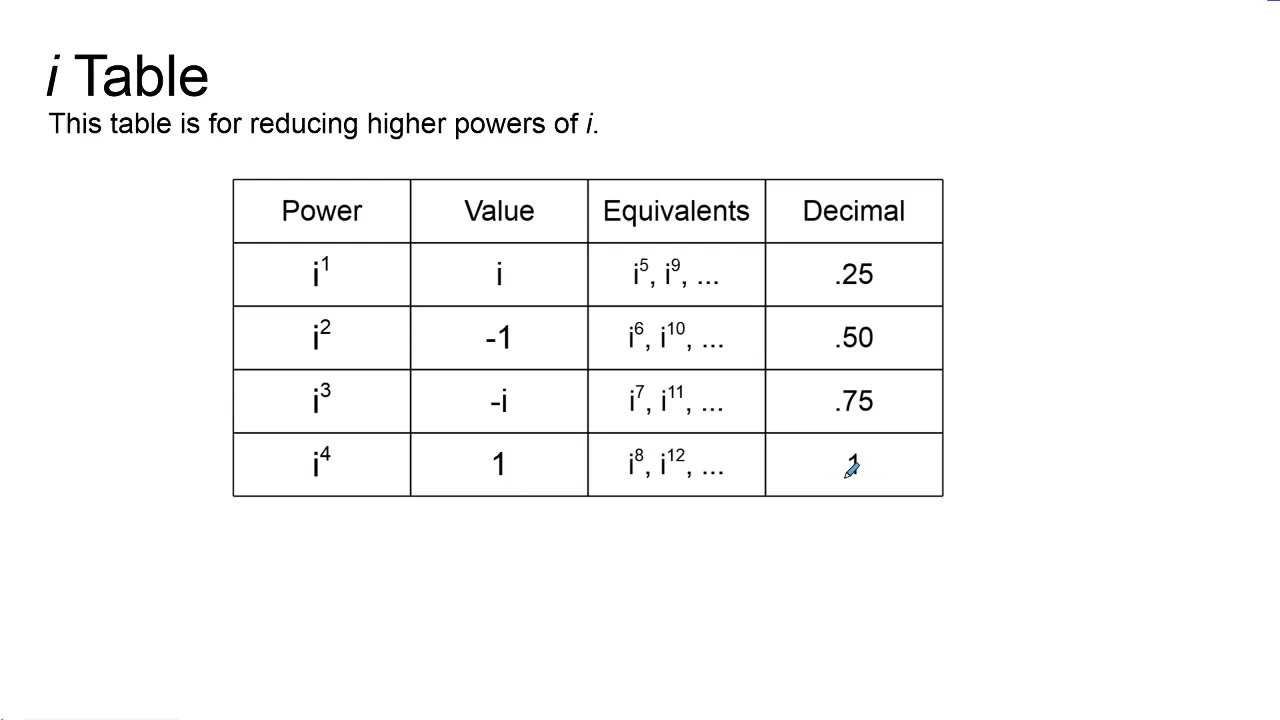 i Table
This table is for reducing higher powers of i.
Power Value Equivalents Decimal
i¹ i i⁵, i⁹, ... .25
i² -1 i⁶, i¹⁰, ... .50
i³ -i i⁷, i¹¹, ... .75
i⁴ 1 i⁸, i¹², ... 1